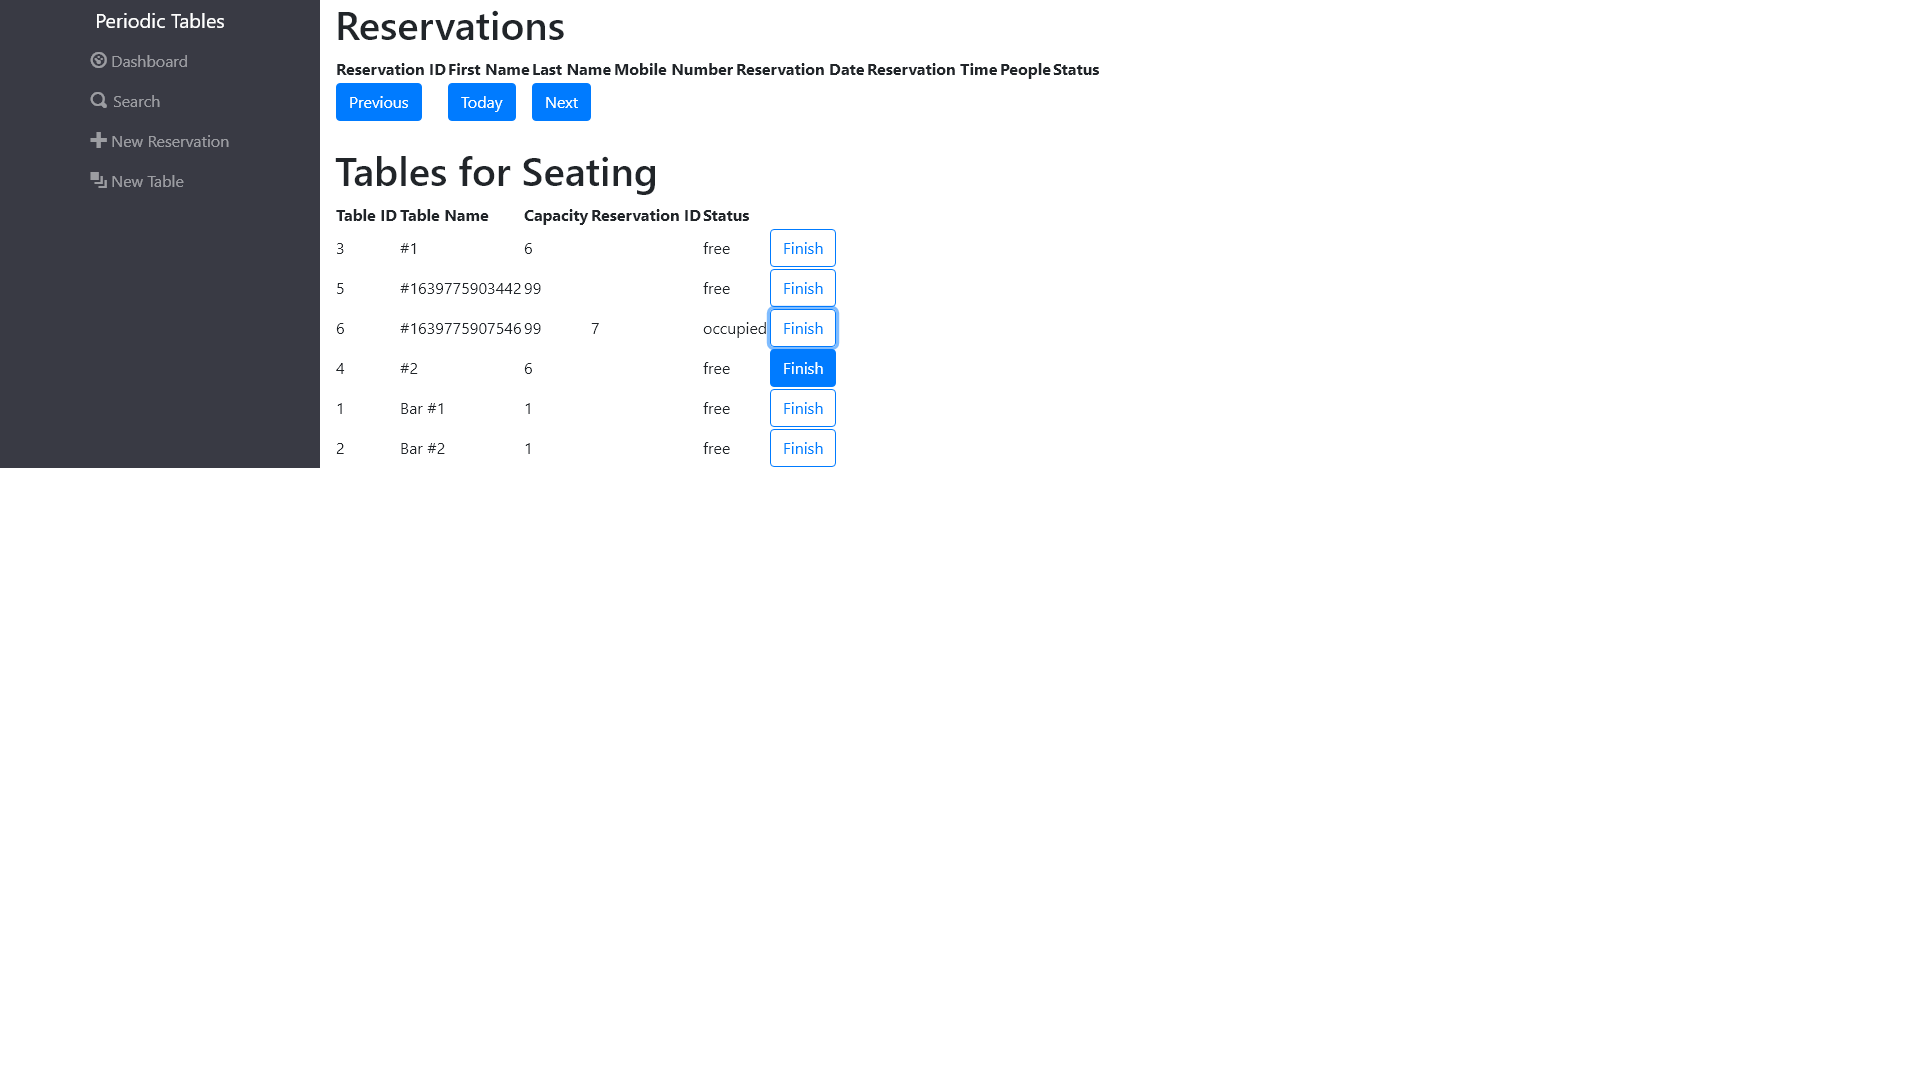 Periodic Tables
Dashboard
Search
New Reservation
New Table
Reservations
Reservation ID First Name Last Name Mobile Number Reservation Date Reservation Time People Status
Previous Today Next
Tables for Seating
Table ID Table Name Capacity Reservation ID Status
3 #1 6 free Finish
5 #1639775903442 99 free Finish
6 #1639775907546 99 7 occupied Finish
4 #2 6 free Finish
1 Bar #1 1 free Finish
2 Bar #2 1 free Finish